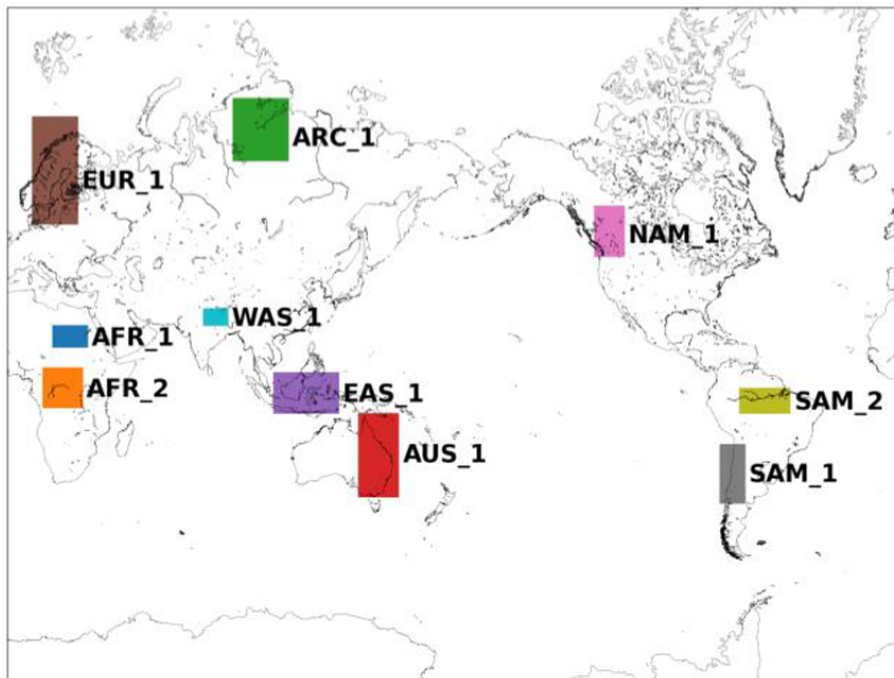 ARC_1
EUR_1
NAM_1
WAS_1
AFR_1
AFR_2
EAS_1
SAM_2
AUS_1
SAM_1